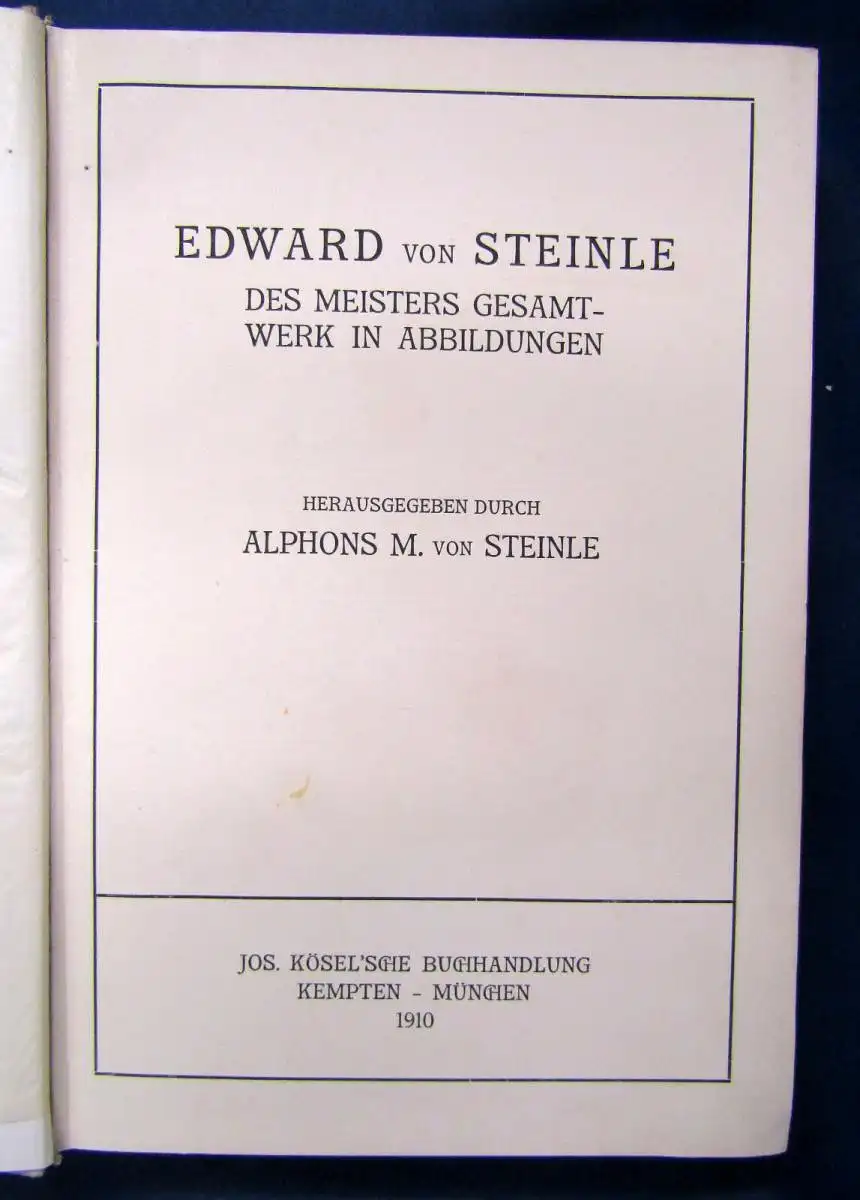 EDWARD VON STEINLE
DES MEISTERS GESAMT-
WERK IN ABBILDUNGEN
HERAUSGEGEBEN DURCH
ALPHONS M. VON STEINLE
JOS. KÖSEL'SCHE BUCHHANDLUNG
KEMPTEN - MÜNCHEN
1910